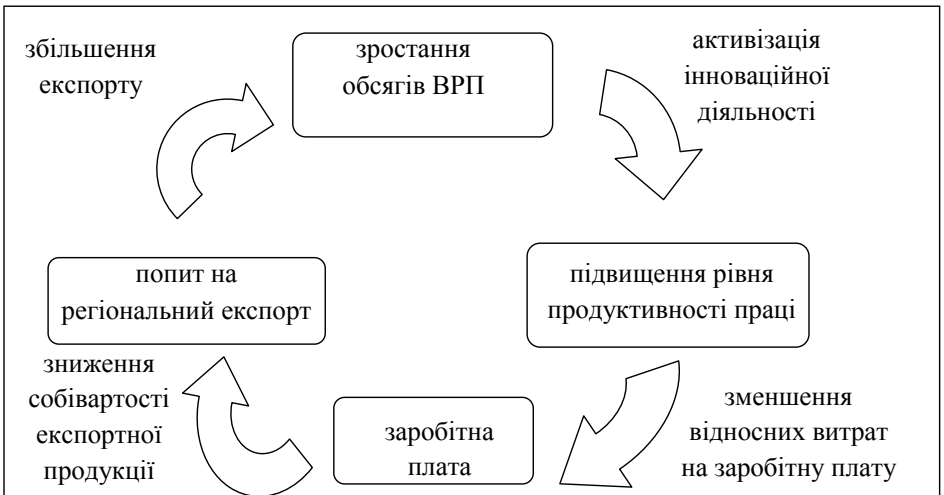 збільшення
експорту
зростання
обсягів ВРП
активізація
інноваційної
діяльності
попит на
регіональний експорт
підвищення рівня
продуктивності праці
зниження
собівартості
експортної
продукції
заробітна
плата
зменшення
відносних витрат
на заробітну плату